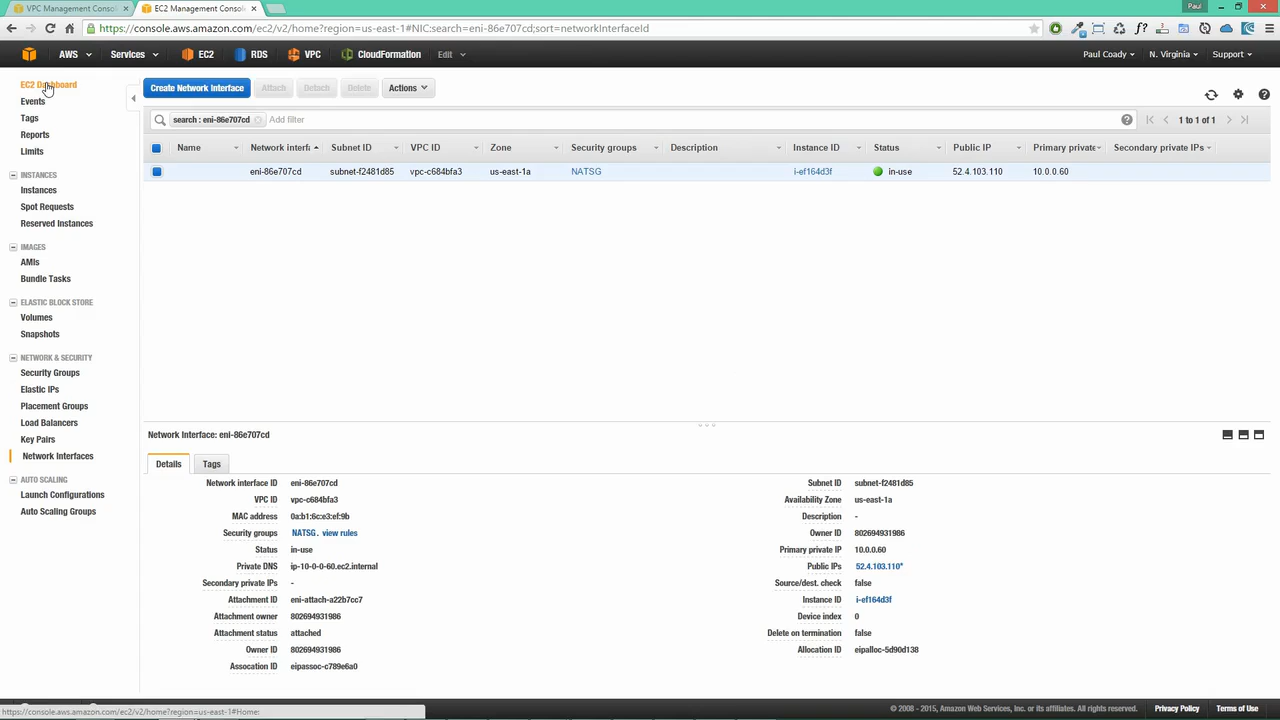 VPC Management Consol
EC2 Management Console
Paul
https://console.aws.amazon.com/ec2/v2/home?region=us-east-1#NIC:search=eni-86e707cd;sort=networkInterfaceId
AWS Services EC2 RDS VPC CloudFormation Edit Paul Coady N. Virginia Support
EC2 Dashboard
Events
Tags
Reports
Limits
INSTANCES
Instances
Spot Requests
Reserved Instances
IMAGES
AMIs
Bundle Tasks
ELASTIC BLOCK STORE
Volumes
Snapshots
NETWORK & SECURITY
Security Groups
Elastic IPs
Placement Groups
Load Balancers
Key Pairs
Network Interfaces
AUTO SCALING
Launch Configurations
Auto Scaling Groups
Create Network Interface Attach Detach Delete Actions
search : eni-86e707cd Add filter 1 to 1 of 1
Name Network interfa Subnet ID VPC ID Zone Security groups Description Instance ID Status Public IP Primary private Secondary private IPs
eni-86e707cd subnet-f2481d85 vpc-c684bfa3 us-east-1a NATSG i-ef164d3f in-use 52.4.103.110 10.0.0.60
Network Interface: eni-86e707cd
Details Tags
Network interface ID eni-86e707cd Subnet ID subnet-f2481d85
VPC ID vpc-c684bfa3 Availability Zone us-east-1a
MAC address 0a:b1:6c:e3:ef:9b Description -
Security groups NATSG. view rules Owner ID 802694931986
Status in-use Primary private IP 10.0.0.60
Private DNS ip-10-0-0-60.ec2.internal Public IPs 52.4.103.110*
Secondary private IPs - Source/dest. check false
Attachment ID eni-attach-a22b7cc7 Instance ID i-ef164d3f
Attachment owner 802694931986 Device index 0
Attachment status attached Delete on termination false
Owner ID 802694931986 Allocation ID eipalloc-5d90d138
Association ID eipassoc-c789e6a0
https://console.aws.amazon.com/ec2/v2/home?region=us-east-1#Home:
© 2008 - 2015, Amazon Web Services, Inc. or its affiliates. All rights reserved. Privacy Policy Terms of Use